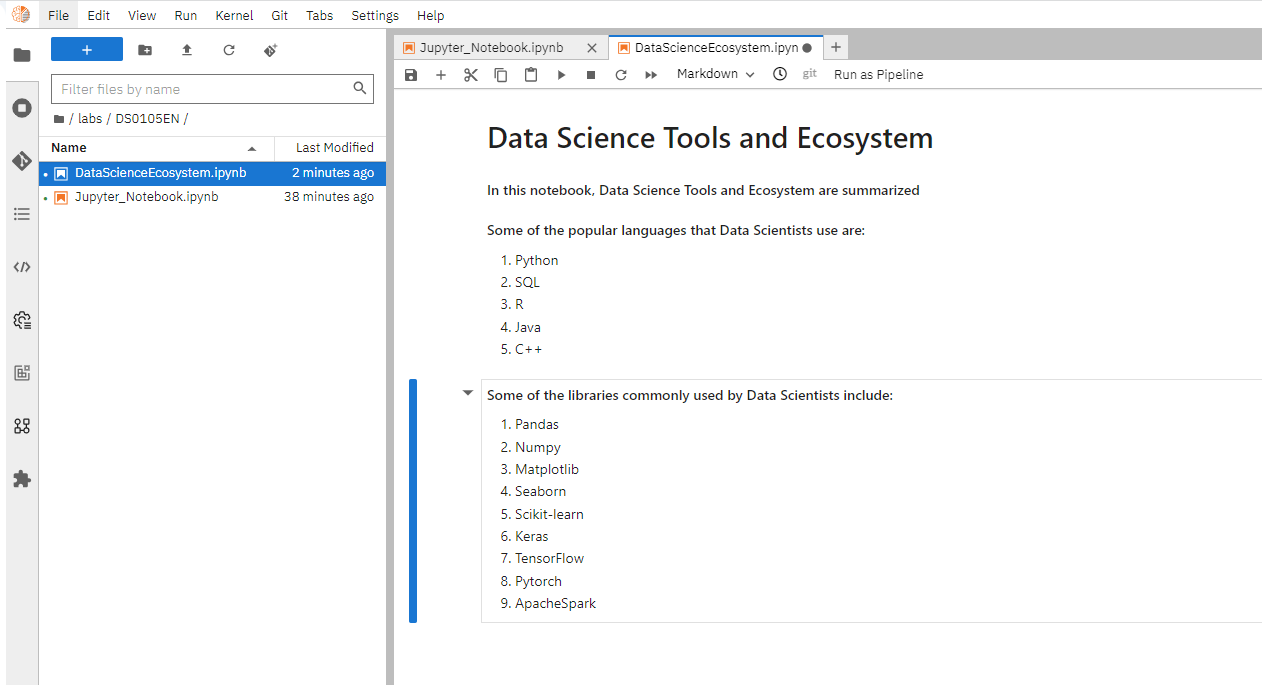 File Edit View Run Kernel Git Tabs Settings Help
Jupyter_Notebook.ipynb
DataScienceEcosystem.ipyn
Markdown
git
Run as Pipeline
Filter files by name
/ labs / DS0105EN /
Name Last Modified
DataScienceEcosystem.ipynb 2 minutes ago
Jupyter_Notebook.ipynb 38 minutes ago
Data Science Tools and Ecosystem
In this notebook, Data Science Tools and Ecosystem are summarized
Some of the popular languages that Data Scientists use are:
1. Python
2. SQL
3. R
4. Java
5. C++
Some of the libraries commonly used by Data Scientists include:
1. Pandas
2. Numpy
3. Matplotlib
4. Seaborn
5. Scikit-learn
6. Keras
7. TensorFlow
8. Pytorch
9. ApacheSpark